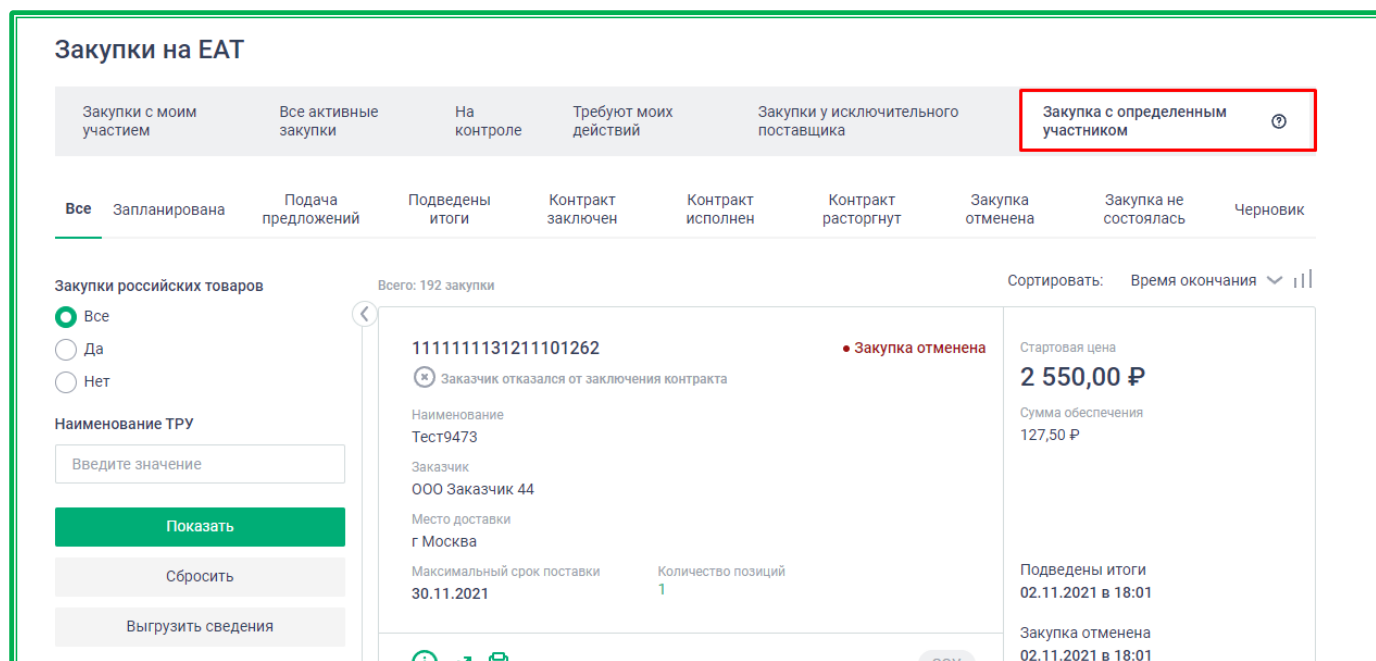 Закупки на ЕАТ
Закупки с моим
участием
Все активные
закупки
На
контроле
Требуют моих
действий
Закупки у исключительного
поставщика
Закупка с определенным
участником
Все
Запланирована
Подача
предложений
Подведены
итоги
Контракт
заключен
Контракт
исполнен
Контракт
расторгнут
Закупка
отменена
Закупка не
состоялась
Черновик
Закупки российских товаров
Все
Да
Нет
Наименование ТРУ
Введите значение
Показать
Сбросить
Выгрузить сведения
Всего: 192 закупки
Сортировать: Время окончания
1111111131211101262
• Закупка отменена
Заказчик отказался от заключения контракта
Наименование
Тест9473
Заказчик
ООО Заказчик 44
Место доставки
г Москва
Максимальный срок поставки
30.11.2021
Количество позиций
1
Стартовая цена
2 550,00 ₽
Сумма обеспечения
127,50 ₽
Подведены итоги
02.11.2021 в 18:01
Закупка отменена
02.11.2021 в 18:01